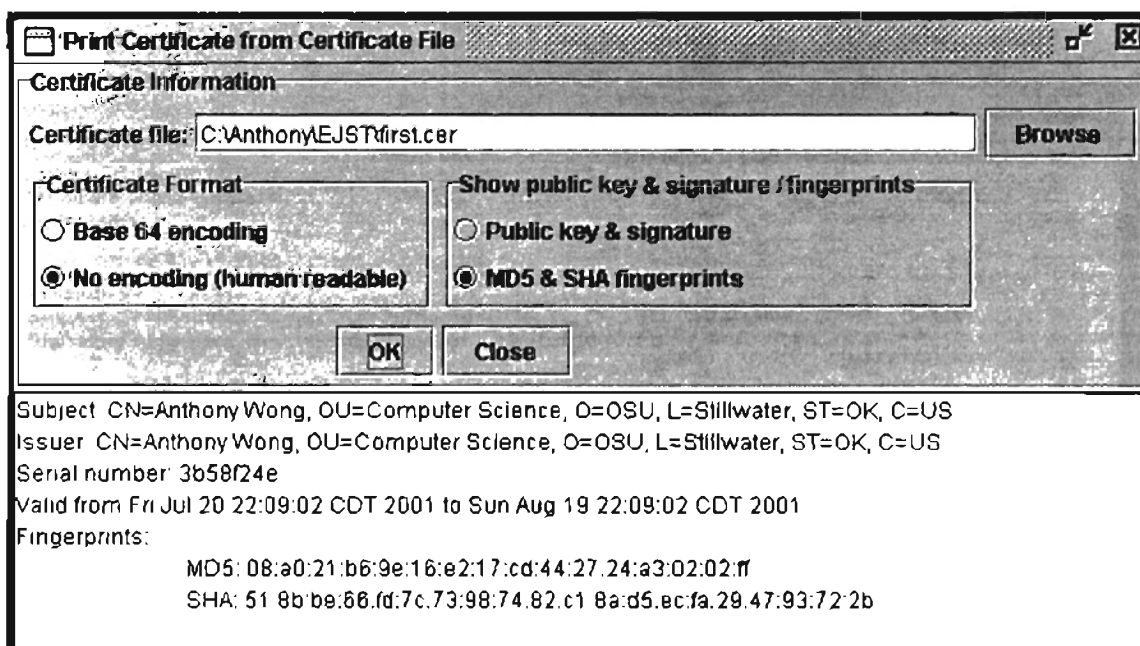 Print Certificate from Certificate File
Certificate Information
Certificate file: C:\Anthony\EJST\first.cer Browse
Certificate Format
Show public key & signature / fingerprints
Base 64 encoding
Public key & signature
No encoding (human readable)
MD5 & SHA fingerprints
OK Close
Subject CN=Anthony Wong, OU=Computer Science, O=OSU, L=Stillwater, ST=OK, C=US
Issuer CN=Anthony Wong, OU=Computer Science, O=OSU, L=Stillwater, ST=OK, C=US
Serial number: 3b58f24e
Valid from Fri Jul 20 22:09:02 CDT 2001 to Sun Aug 19 22:09:02 CDT 2001
Fingerprints:
MD5: 08:a0:21:b6:9e:16:e2:17:cd:44:27:24:a3:02:02:ff
SHA: 51:8b:be:66:fd:7c:73:98:74:82:c1:8a:d5:ec:fa:29:47:93:72:2b